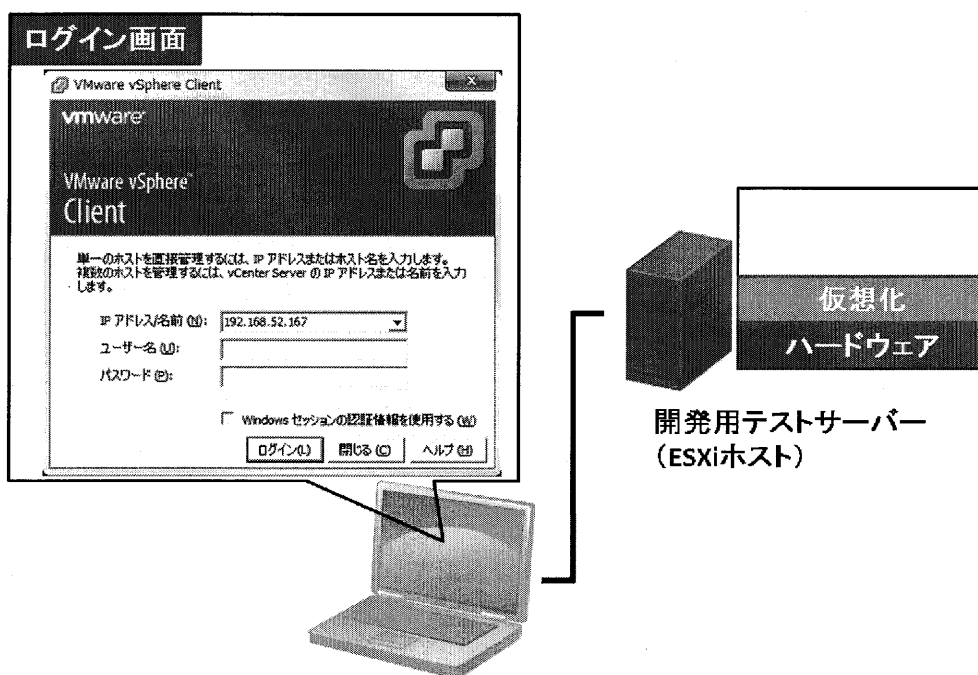 ログイン画面
VMware vSphere Client
vmware
VMware vSphere™
Client
単一のホストを直接管理するには、IP アドレスまたはホスト名を入力します。
複数のホストを管理するには、vCenter Server の IP アドレスまたは名前を入力
します。
IP アドレス/名前 (N):
192.168.52.167
ユーザー名 (U):
パスワード (P):
Windows セッションの認証情報を使用する (W)
ログイン(L)
閉じる (C)
ヘルプ (H)
仮想化
ハードウェア
開発用テストサーバー
(ESXiホスト)